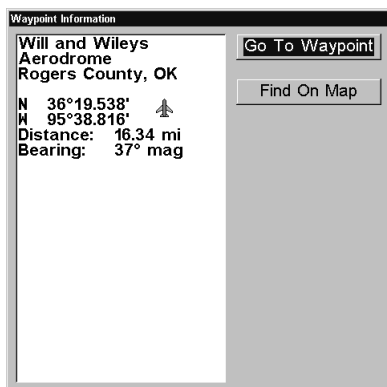 Waypoint Information
Will and Wileys
Aerodrome
Rogers County, OK
N 36°19.538'
W 95°38.816'
Distance: 16.34 mi
Bearing: 37° mag
Go To Waypoint
Find On Map